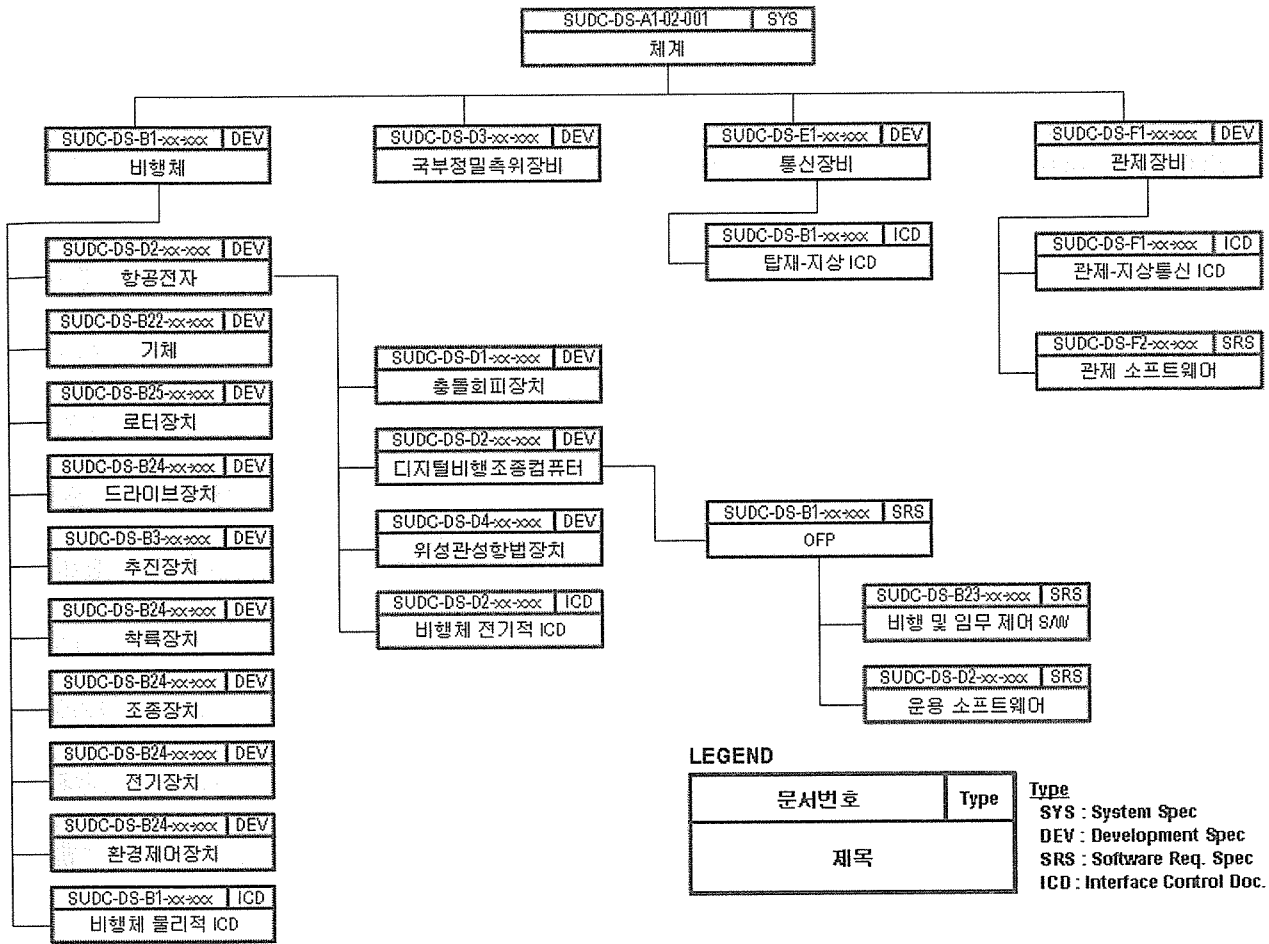 SUDC-DS-A1-02-001 SYS
체계
SUDC-DS-B1-xx-xxx DEV
비행체
SUDC-DS-D3-xx-xxx DEV
국부정밀측위장비
SUDC-DS-E1-xx-xxx DEV
통신장비
SUDC-DS-F1-xx-xxx DEV
관제장비
SUDC-DS-B1-xx-xxx ICD
탑재-지상 ICD
SUDC-DS-F1-xx-xxx ICD
관제-지상통신 ICD
SUDC-DS-F2-xx-xxx SRS
관제 소프트웨어
SUDC-DS-D2-xx-xxx DEV
항공전자
SUDC-DS-B22-xx-xxx DEV
기체
SUDC-DS-B25-xx-xxx DEV
로터장치
SUDC-DS-B24-xx-xxx DEV
드라이브장치
SUDC-DS-B3-xx-xxx DEV
추진장치
SUDC-DS-B24-xx-xxx DEV
착륙장치
SUDC-DS-B24-xx-xxx DEV
조종장치
SUDC-DS-B24-xx-xxx DEV
전기장치
SUDC-DS-B24-xx-xxx DEV
환경제어장치
SUDC-DS-B1-xx-xxx ICD
비행체 물리적 ICD
SUDC-DS-D1-xx-xxx DEV
충돌회피장치
SUDC-DS-D2-xx-xxx DEV
디지털비행조종컴퓨터
SUDC-DS-D4-xx-xxx DEV
위성관성항법장치
SUDC-DS-D2-xx-xxx ICD
비행체 전기적 ICD
SUDC-DS-B1-xx-xxx SRS
OFP
SUDC-DS-B23-xx-xxx SRS
비행 및 임무 제어 S/W
SUDC-DS-D2-xx-xxx SRS
운용 소프트웨어
LEGEND
문서번호 Type
제목
Type
SYS : System Spec
DEV : Development Spec
SRS : Software Req. Spec
ICD : Interface Control Doc.